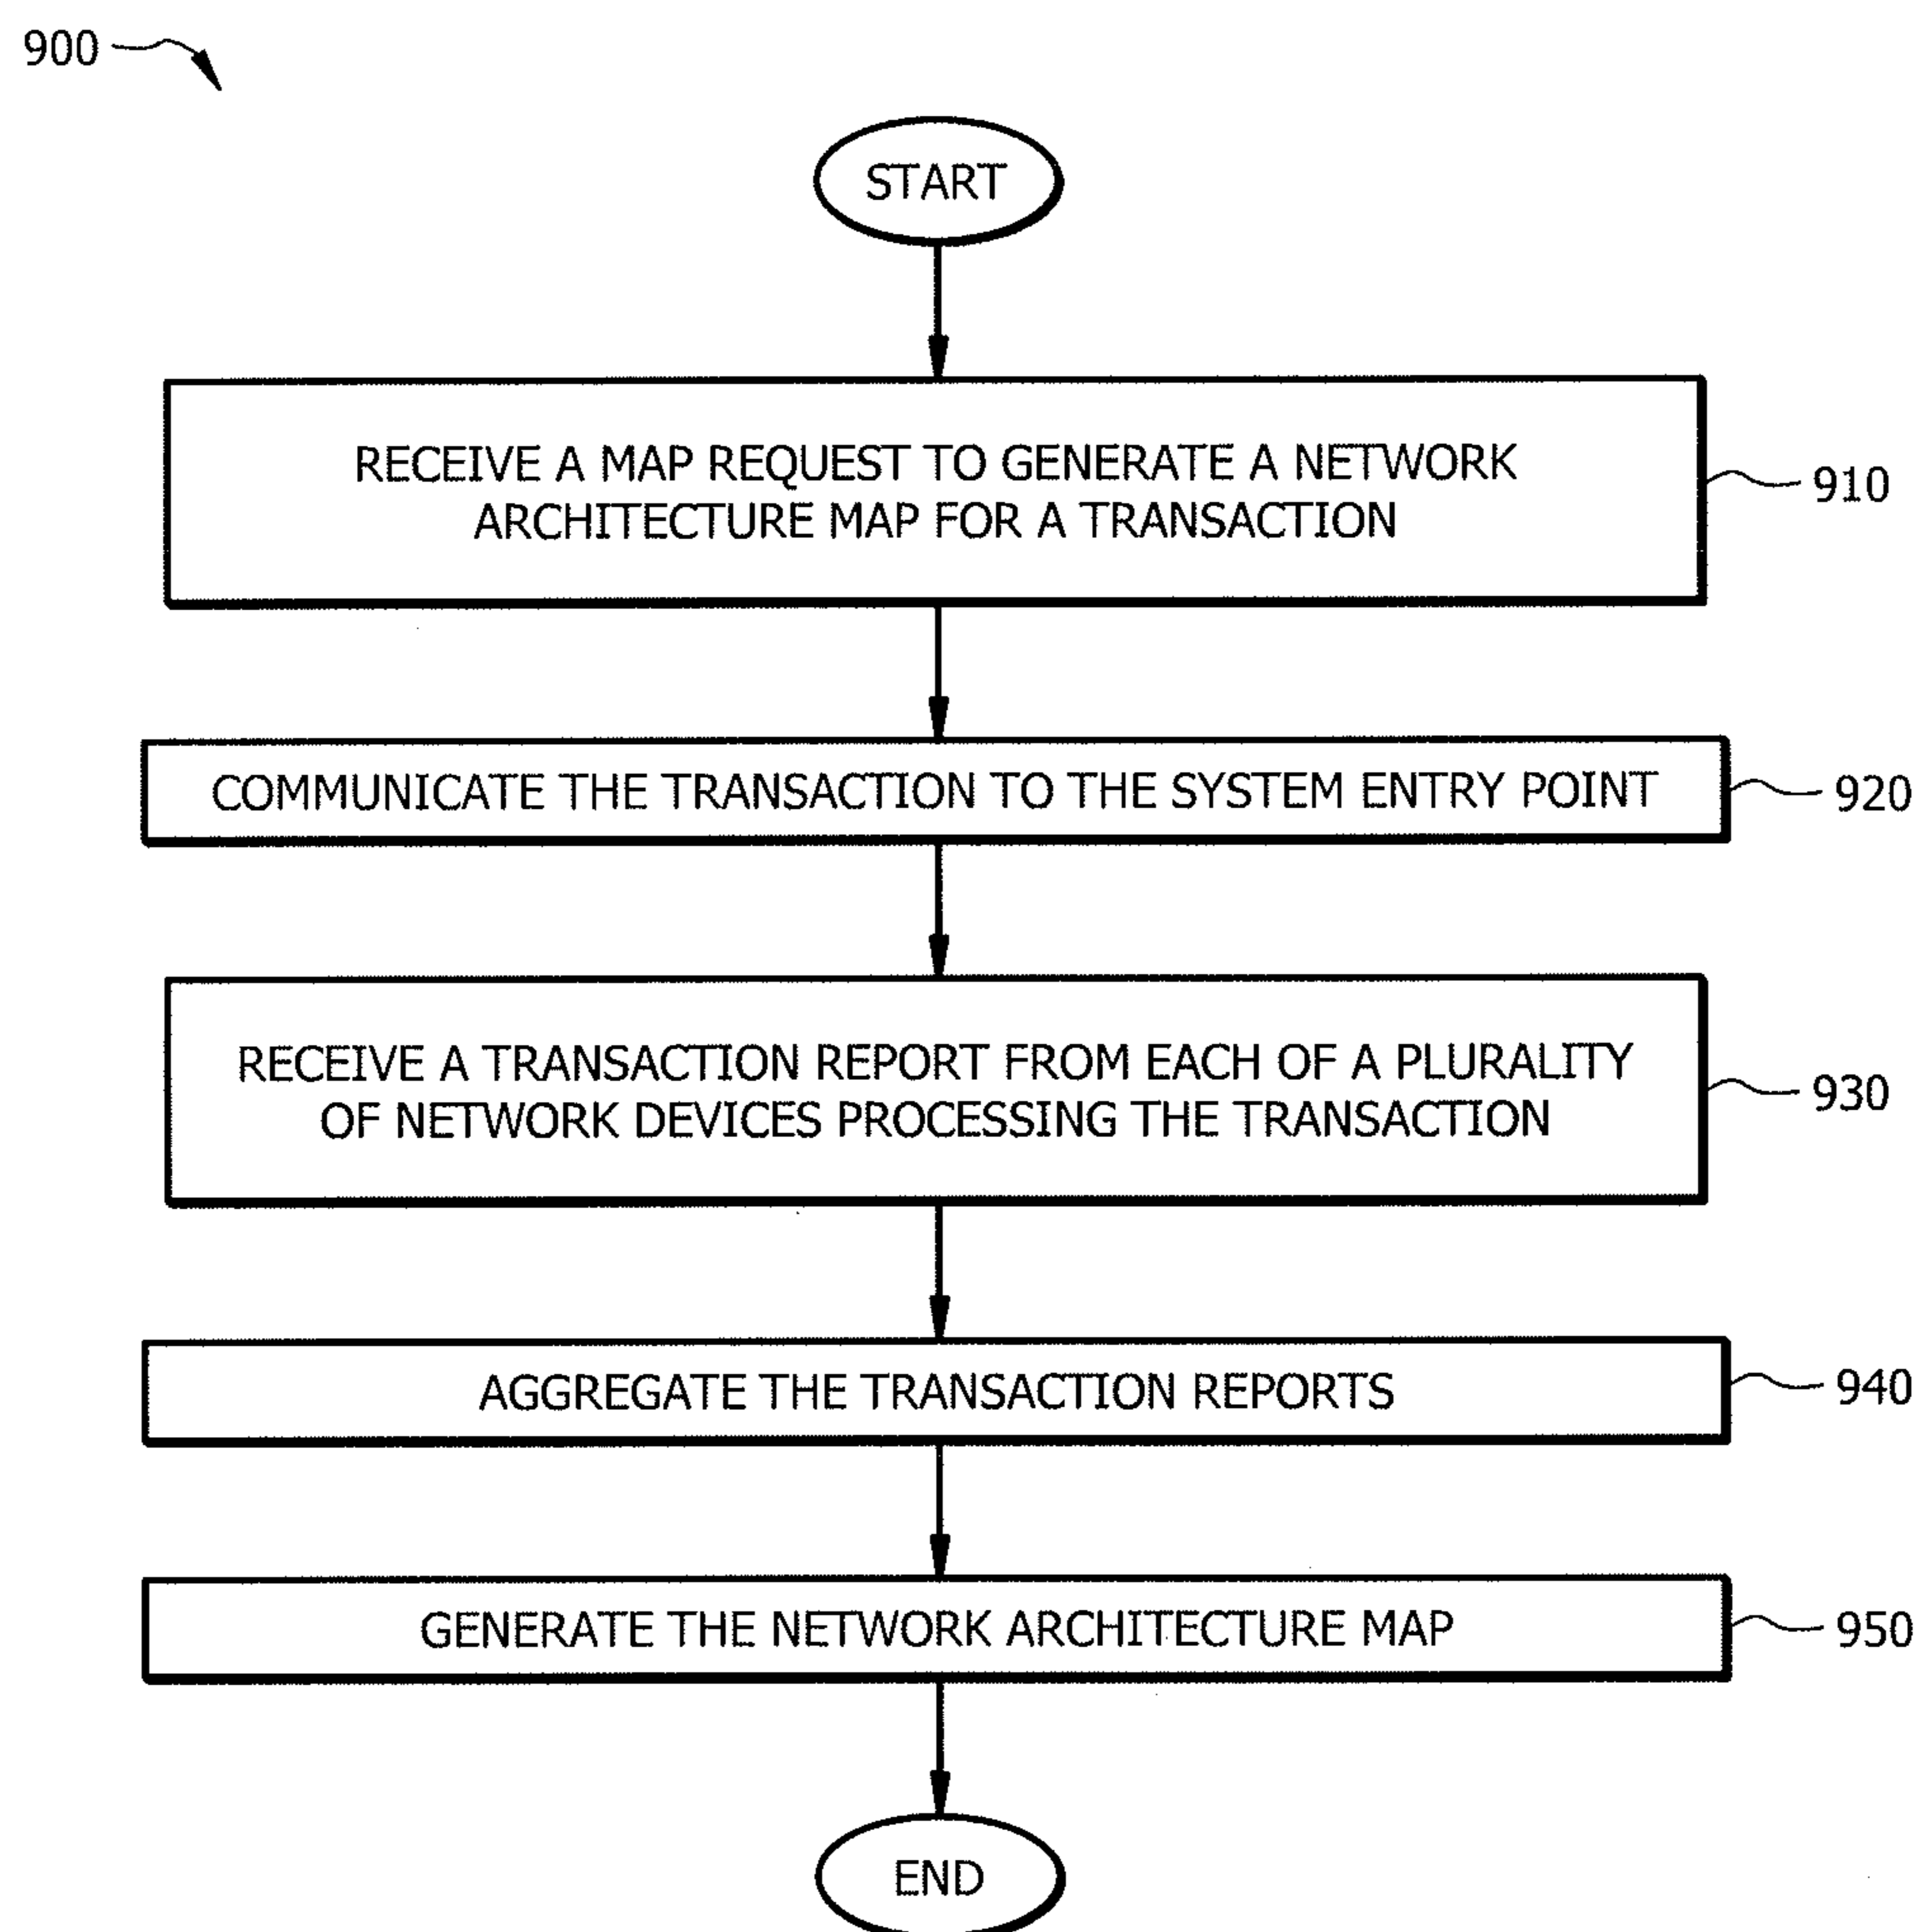 900
START
RECEIVE A MAP REQUEST TO GENERATE A NETWORK
ARCHITECTURE MAP FOR A TRANSACTION
910
COMMUNICATE THE TRANSACTION TO THE SYSTEM ENTRY POINT
920
RECEIVE A TRANSACTION REPORT FROM EACH OF A PLURALITY
OF NETWORK DEVICES PROCESSING THE TRANSACTION
930
AGGREGATE THE TRANSACTION REPORTS
940
GENERATE THE NETWORK ARCHITECTURE MAP
950
END